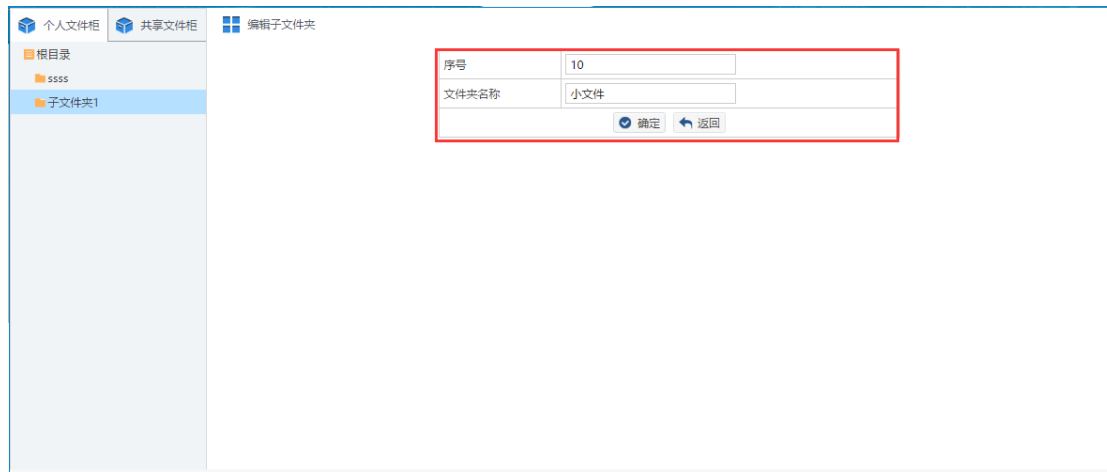 个人文件柜 共享文件柜 编辑子文件夹
根目录
ssss
子文件夹1
序号 10
文件夹名称 小文件
确定 返回